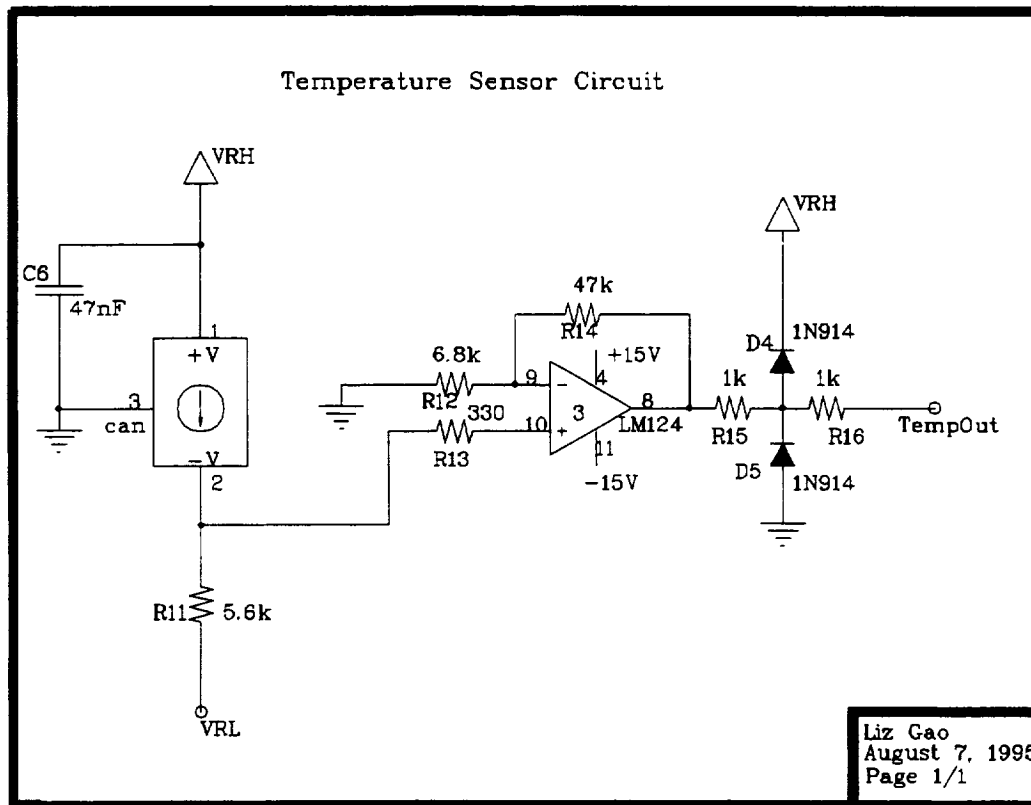 Temperature Sensor Circuit
VRH
VRH
C6
47nF
47k
R14
1N914
D4
1
+V
6.8k
+15V
9
-
4
1k
1k
R12
3
can
330
10
+
3
8
LM124
R15
R16
TempOut
R13
11
-V
-15V
D5
1N914
2
R11
5.6k
VRL
Liz Gao
August 7, 1995
Page 1/1